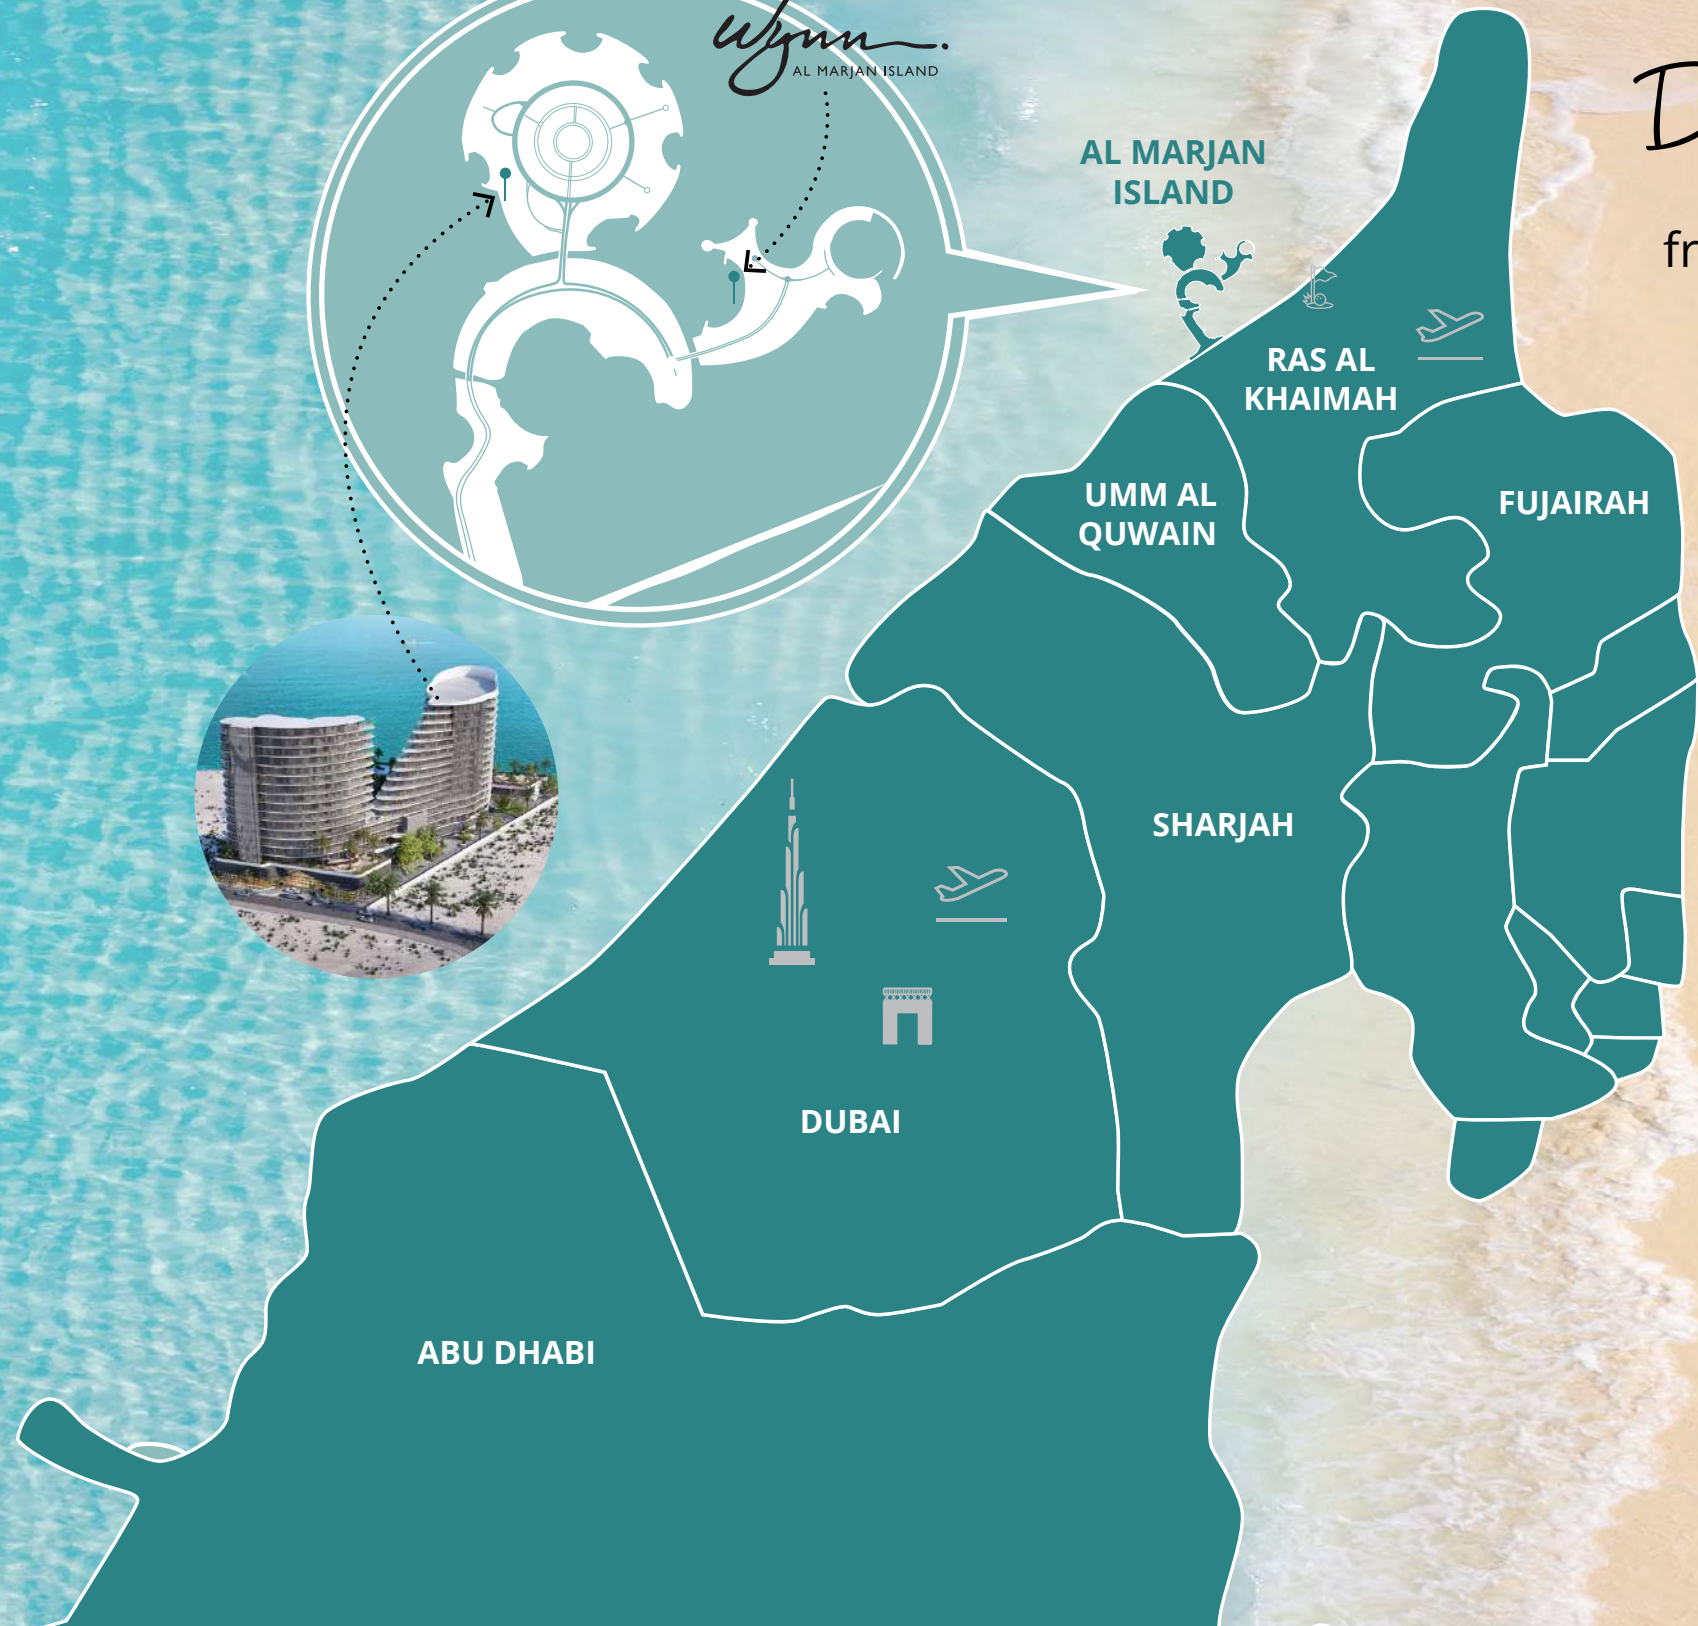 Wynn
AL MARJAN ISLAND
AL MARJAN
ISLAND
RAS AL
KHAIMAH
UMM AL
QUWAIN
FUJAIRAH
SHARJAH
DUBAI
ABU DHABI